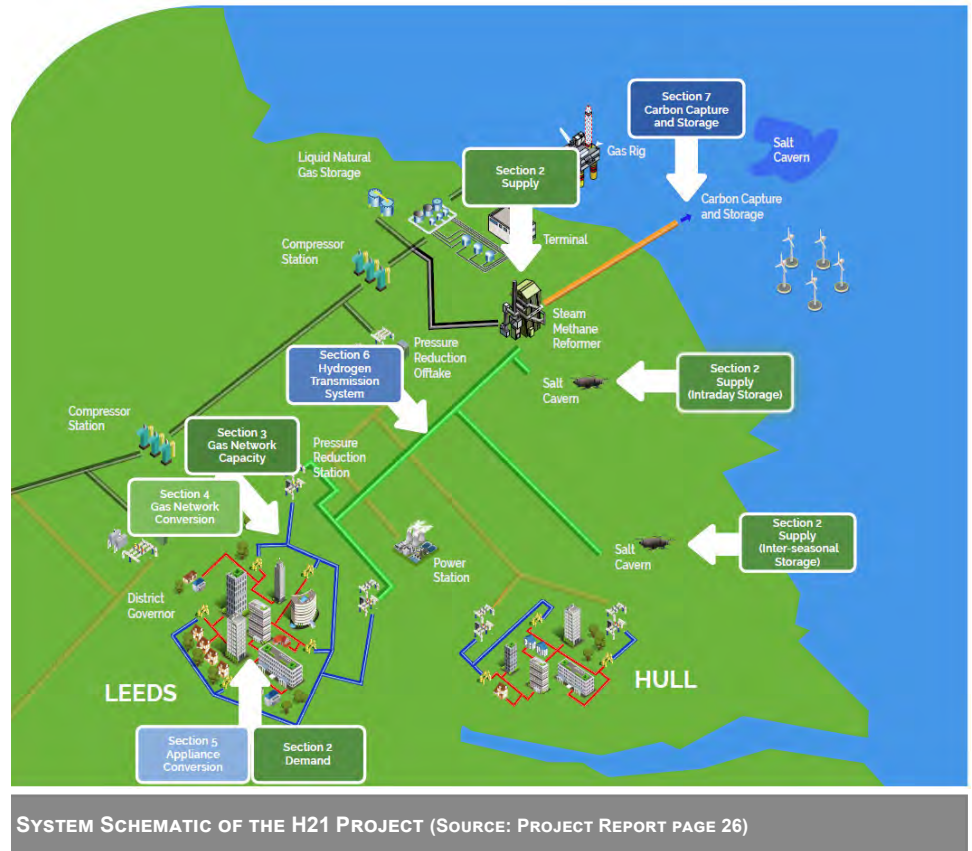 Section 7
Carbon Capture
and Storage
Salt
Cavern
Gas Rig
Liquid Natural
Gas Storage
Section 2
Supply
Carbon Capture
and Storage
Terminal
Compressor
Station
Steam
Methane
Reformer
Pressure
Reduction
Offtake
Section 6
Hydrogen
Transmission
System
Salt
Cavern
Section 2
Supply
(Intraday Storage)
Compressor
Station
Section 3
Gas Network
Capacity
Pressure
Reduction
Station
Section 4
Gas Network
Conversion
Section 2
Supply
(Inter-seasonal
Storage)
Salt
Cavern
Power
Station
District
Governor
LEEDS
HULL
Section 5
Appliance
Conversion
Section 2
Demand
SYSTEM SCHEMATIC OF THE H21 PROJECT (SOURCE: PROJECT REPORT PAGE 26)